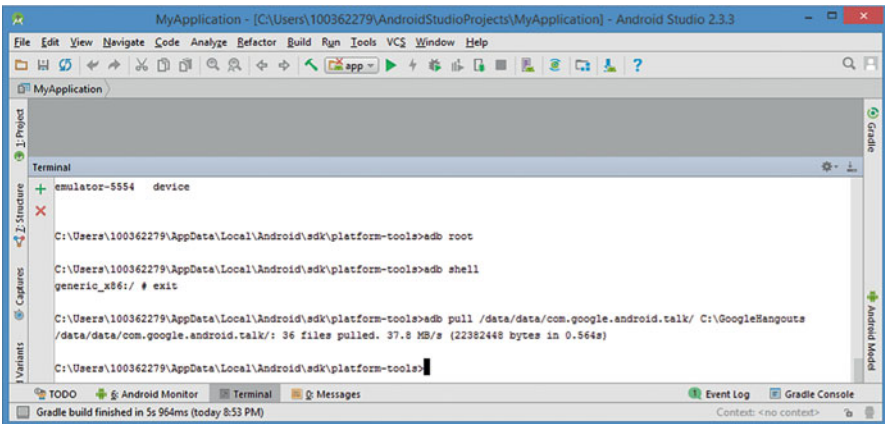 MyApplication - [C:\Users\100362279\AndroidStudioProjects\MyApplication] - Android Studio 2.3.3
File Edit View Navigate Code Analyze Refactor Build Run Tools VCS Window Help
app
MyApplication
1: Project
Gradle
Terminal
emulator-5554 device
Z: Structure
C:\Users\100362279\AppData\Local\Android\sdk\platform-tools>adb root
C:\Users\100362279\AppData\Local\Android\sdk\platform-tools>adb shell
generic_x86:/ # exit
Captures
C:\Users\100362279\AppData\Local\Android\sdk\platform-tools>adb pull /data/data/com.google.android.talk/ C:\GoogleHangouts
/data/data/com.google.android.talk/: 36 files pulled. 37.8 MB/s (22382448 bytes in 0.564s)
Android Model
Variants
C:\Users\100362279\AppData\Local\Android\sdk\platform-tools>
TODO 6: Android Monitor Terminal 0: Messages Event Log Gradle Console
Gradle build finished in 5s 964ms (today 8:53 PM) Context: <no context>